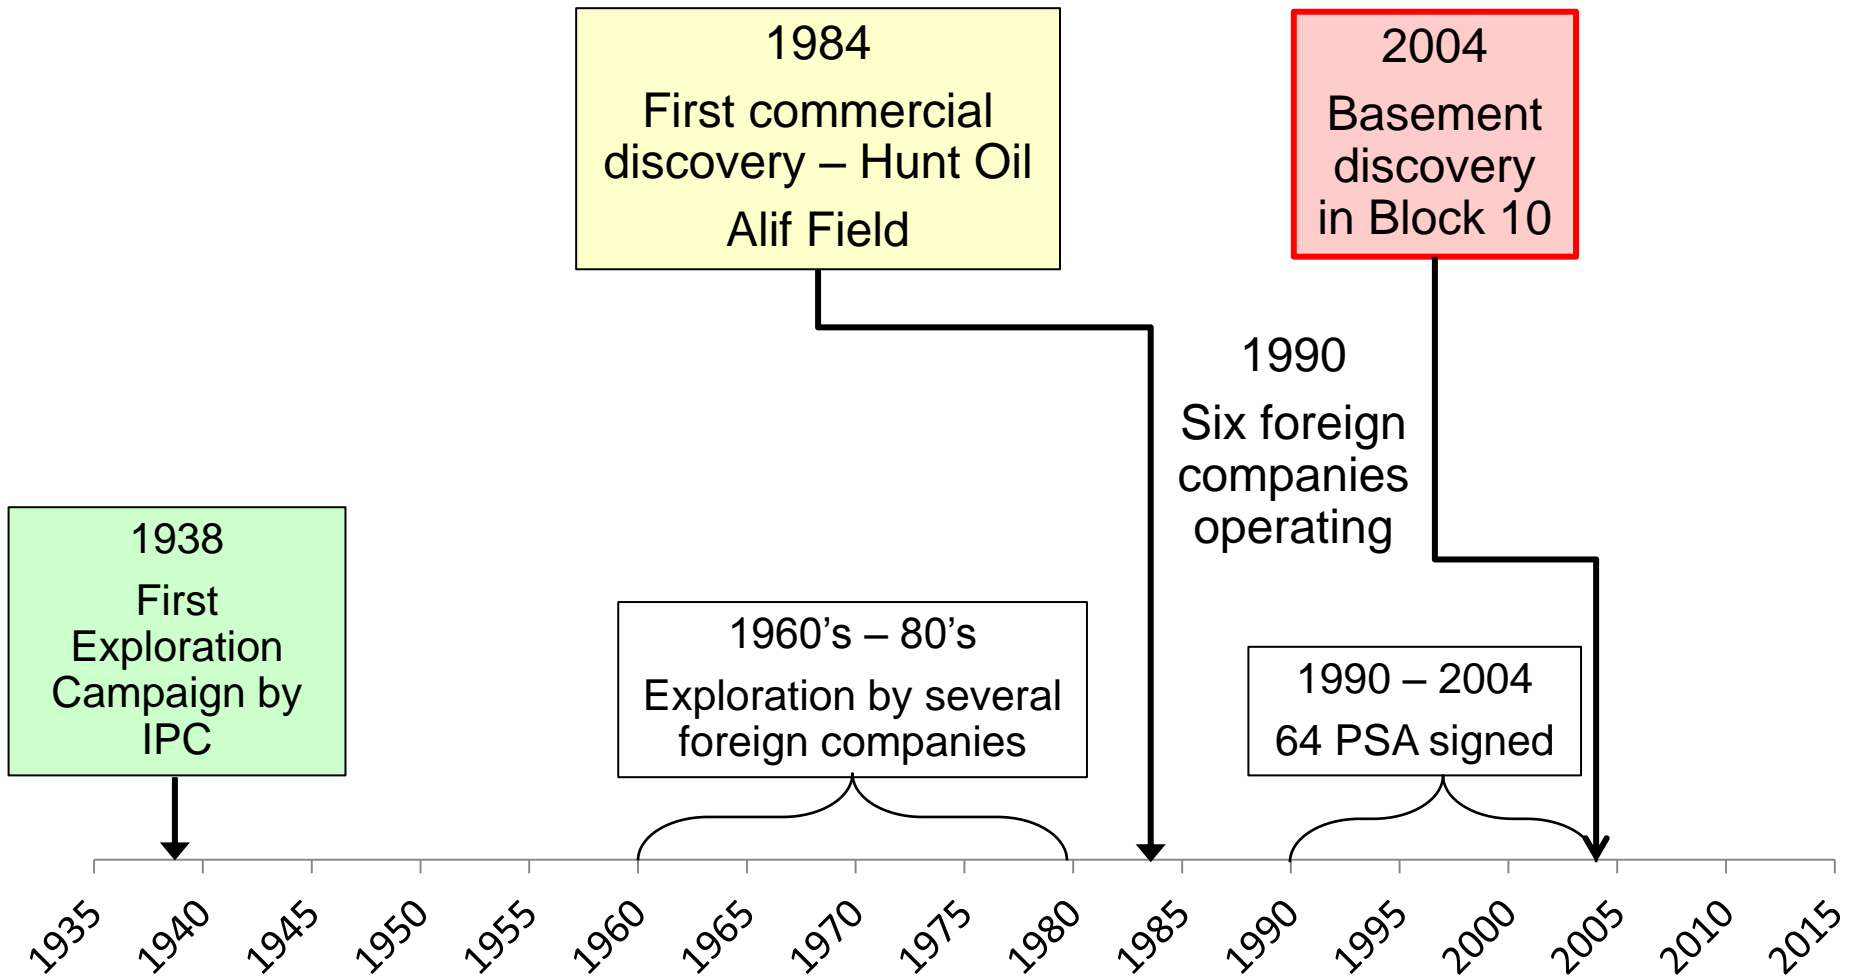 1984
First commercial
discovery – Hunt Oil
Alif Field
2004
Basement
discovery
in Block 10
1990
Six foreign
companies
operating
1938
First
Exploration
Campaign by
IPC
1960’s – 80’s
Exploration by several
foreign companies
1990 – 2004
64 PSA signed
1935
1940
1945
1950
1955
1960
1965
1970
1975
1980
1985
1990
1995
2000
2005
2010
2015